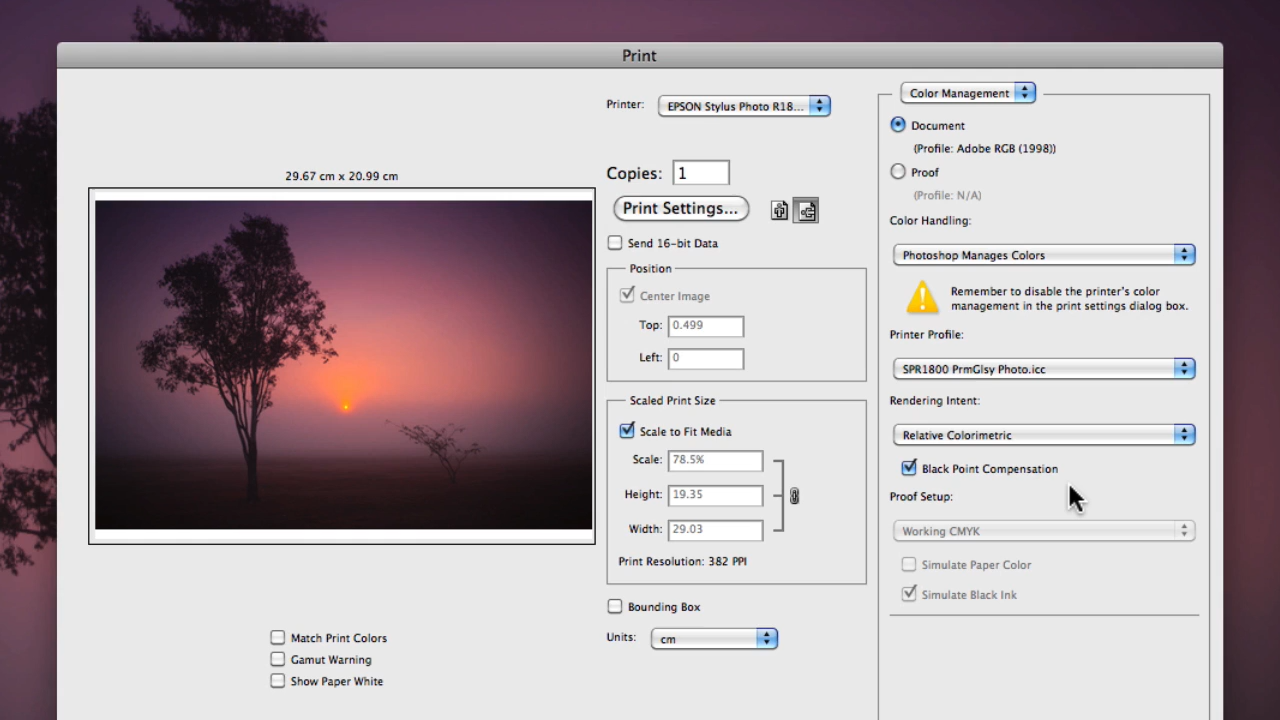 Print
Printer: EPSON Stylus Photo R18...
29.67 cm x 20.99 cm
Copies: 1
Print Settings...
Send 16-bit Data
Position
Center Image
Top: 0.499
Left: 0
Scaled Print Size
Scale to Fit Media
Scale: 78.5%
Height: 19.35
Width: 29.03
Print Resolution: 382 PPI
Bounding Box
Units: cm
Match Print Colors
Gamut Warning
Show Paper White
Color Management
Document
(Profile: Adobe RGB (1998))
Proof
(Profile: N/A)
Color Handling:
Photoshop Manages Colors
Remember to disable the printer's color
management in the print settings dialog box.
Printer Profile:
SPR1800 PrmGlsy Photo.icc
Rendering Intent:
Relative Colorimetric
Black Point Compensation
Proof Setup:
Working CMYK
Simulate Paper Color
Simulate Black Ink